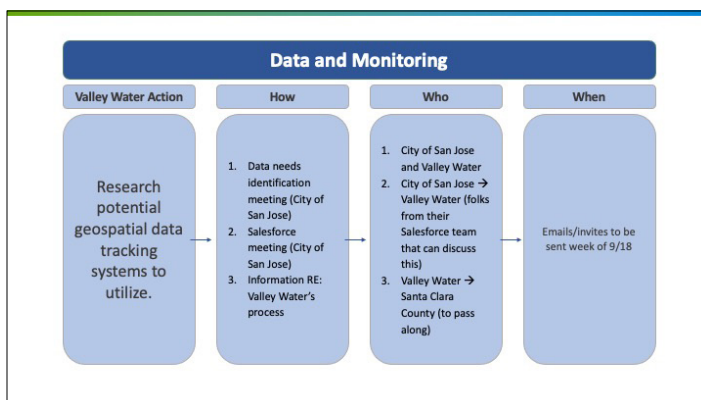 Data and Monitoring
Valley Water Action
How
Who
When
Research
potential
geospatial data
tracking
systems to
utilize.
1. Data needs
identification
meeting (City of
San Jose)
2. Salesforce
meeting (City of
San Jose)
3. Information RE:
Valley Water's
process
1. City of San Jose
and Valley Water
2. City of San Jose →
Valley Water (folks
from their
Salesforce team
that can discuss
this)
3. Valley Water →
Santa Clara
County (to pass
along)
Emails/invites to be
sent week of 9/18